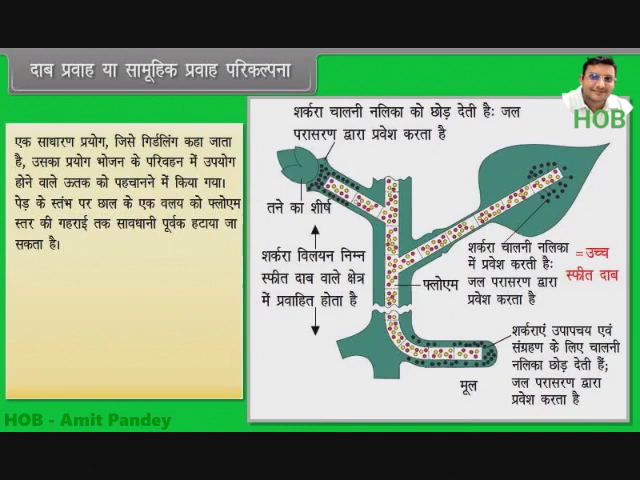 दाब प्रवाह या सामूहिक प्रवाह परिकल्पना
HOB
एक साधारण प्रयोग, जिसे गिर्डलिंग कहा जाता
है, उसका प्रयोग भोजन के परिवहन में उपयोग
होने वाले ऊतक को पहचानने में किया गया।
पेड़ के स्तंभ पर छाल के एक वलय को फ्लोएम
स्तर की गहराई तक सावधानी पूर्वक हटाया जा
सकता है।
शर्करा चालनी नलिका को छोड़ देती हैः जल
परासरण द्वारा प्रवेश करता है
तने का शीर्ष
शर्करा विलयन निम्न
स्फीत दाब वाले क्षेत्र
में प्रवाहित होता है
फ्लोएम
शर्करा चालनी नलिका
में प्रवेश करती हैः
जल परासरण द्वारा
प्रवेश करता है
=उच्च
स्फीत दाब
शर्कराएं उपापचय एवं
संग्रहण के लिए चालनी
नलिका छोड़ देती हैं;
जल परासरण द्वारा
प्रवेश करता है
मूल
HOB - Amit Pandey